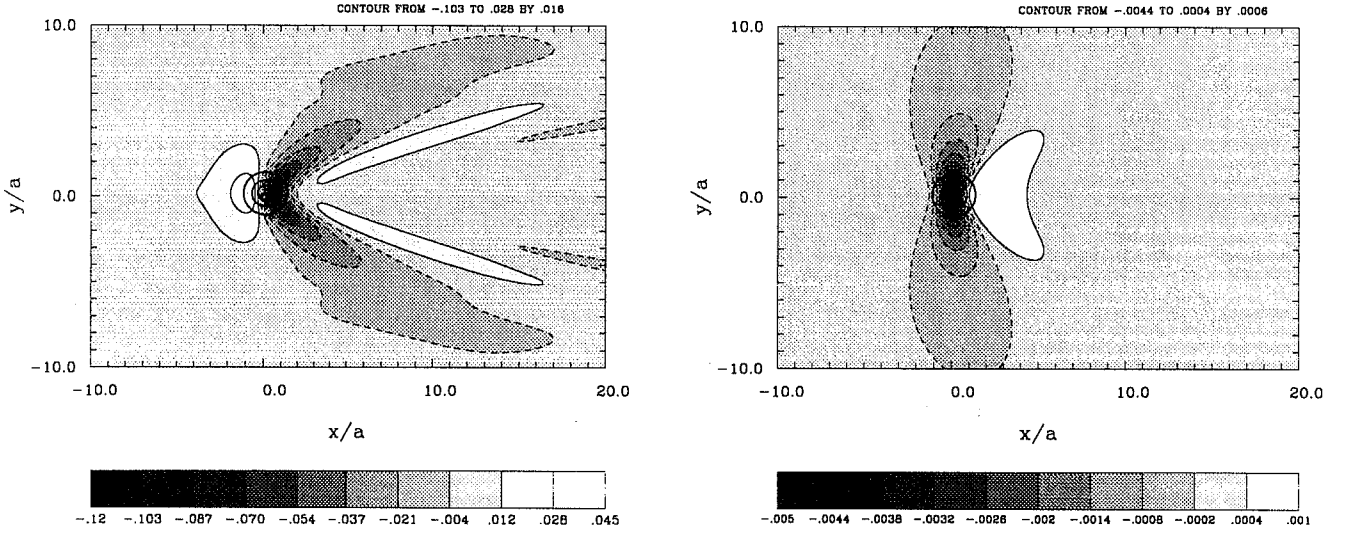 CONTOUR FROM -.103 TO .028 BY .016
10.0
0.0
-10.0
y/a
-10.0 0.0 10.0 20.0
x/a
-.12 -.103 -.087 -.070 -.054 -.037 -.021 -.004 .012 .028 .045
CONTOUR FROM -.0044 TO .0004 BY .0006
10.0
0.0
-10.0
y/a
-10.0 0.0 10.0 20.0
x/a
-.005 -.0044 -.0038 -.0032 -.0026 -.002 -.0014 -.0008 -.0002 .0004 .001